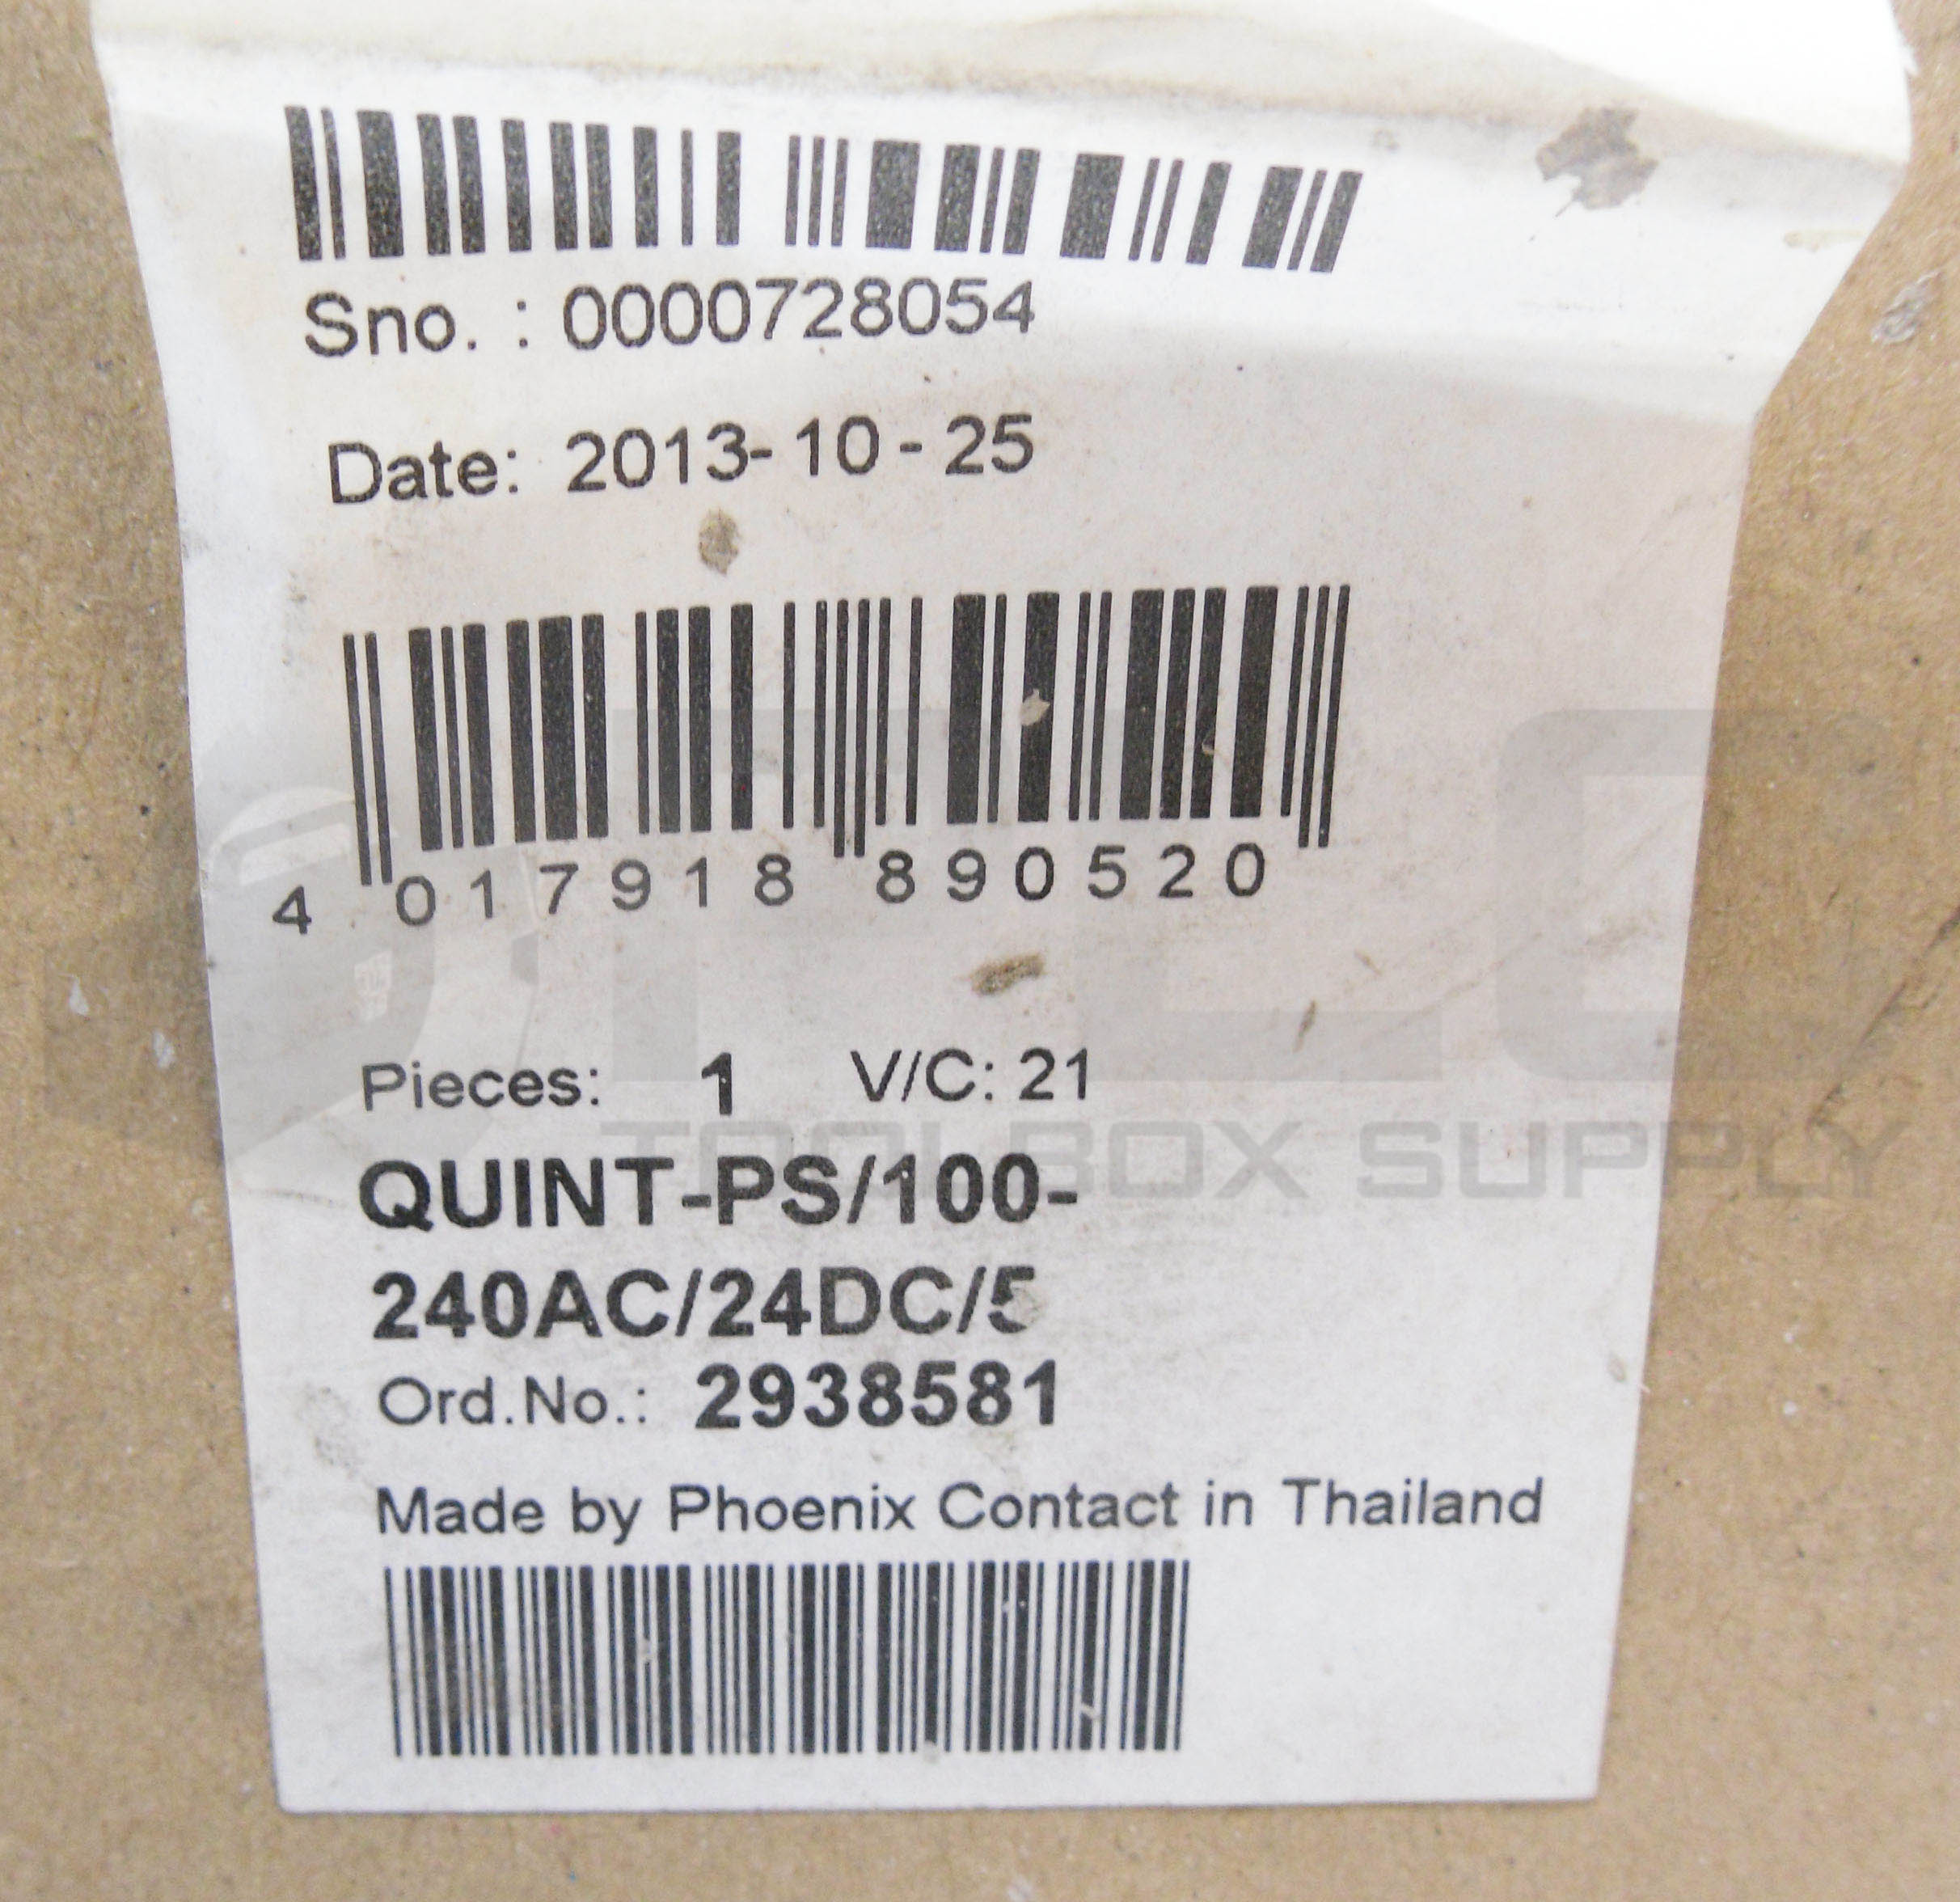 Sno. : 0000728054
Date: 2013-10-25
4 017918 890520
Pieces: 1 V/C: 21
TOOLBOX SUPPLY
QUINT-PS/100-
240AC/24DC/5
Ord.No.: 2938581
Made by Phoenix Contact in Thailand